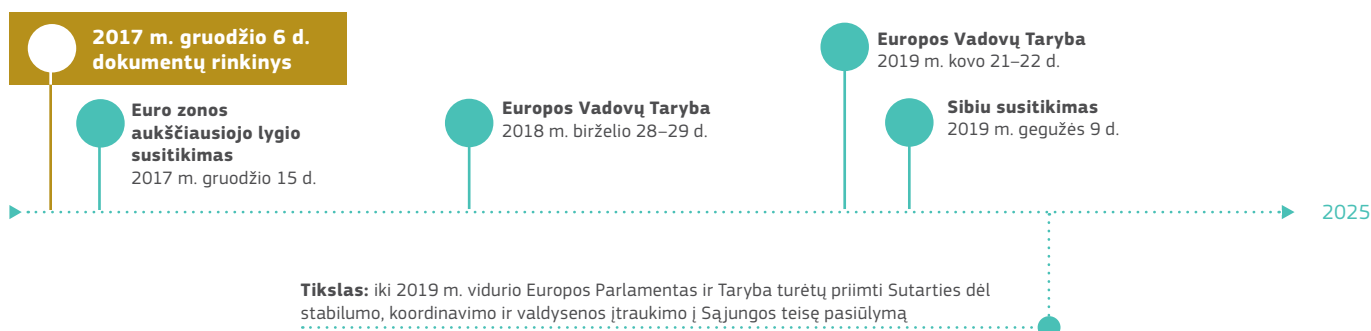 2017 m. gruodžio 6 d.
dokumentų rinkinys
Euro zonos
aukščiausiojo lygio
susitikimas
2017 m. gruodžio 15 d.
Europos Vadovų Taryba
2018 m. birželio 28–29 d.
Europos Vadovų Taryba
2019 m. kovo 21–22 d.
Sibiu susitikimas
2019 m. gegužės 9 d.
2025
Tikslas: iki 2019 m. vidurio Europos Parlamentas ir Taryba turėtų priimti Sutarties dėl
stabilumo, koordinavimo ir valdysenos įtraukimo į Sąjungos teisę pasiūlymą